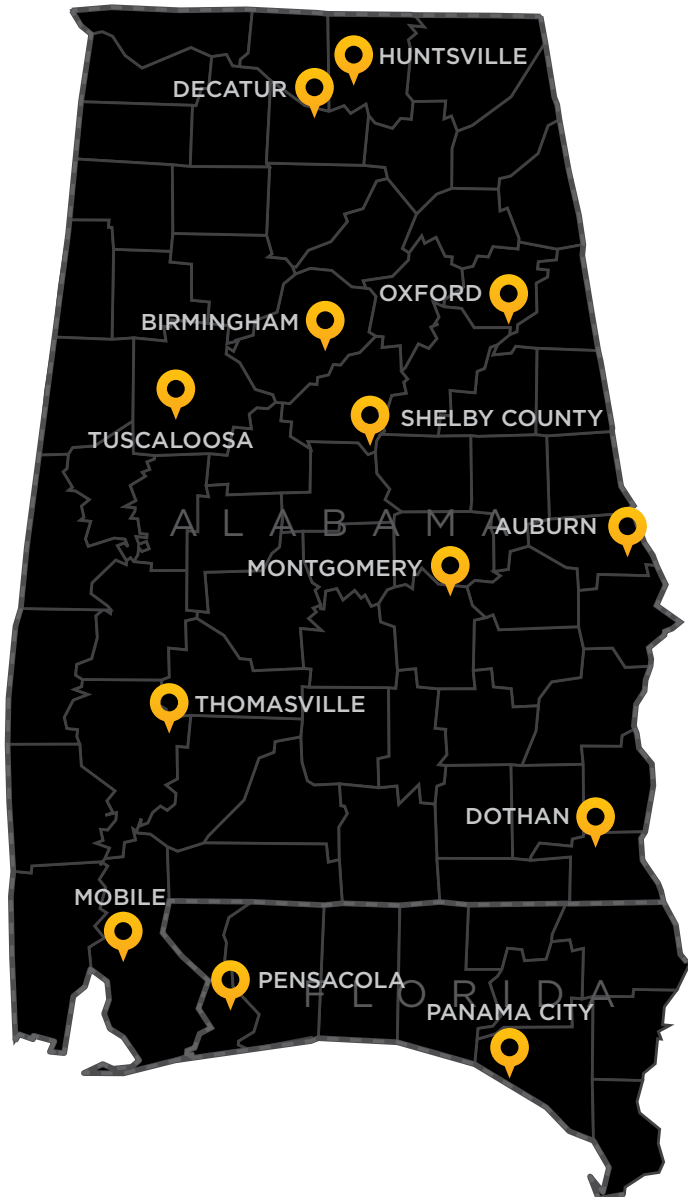 HUNTSVILLE
DECATUR
OXFORD
BIRMINGHAM
SHELBY COUNTY
TUSCALOOSA
ALABAMA
AUBURN
MONTGOMERY
THOMASVILLE
DOTHAN
MOBILE
PENSACOLA
FLORIDA
PANAMA CITY